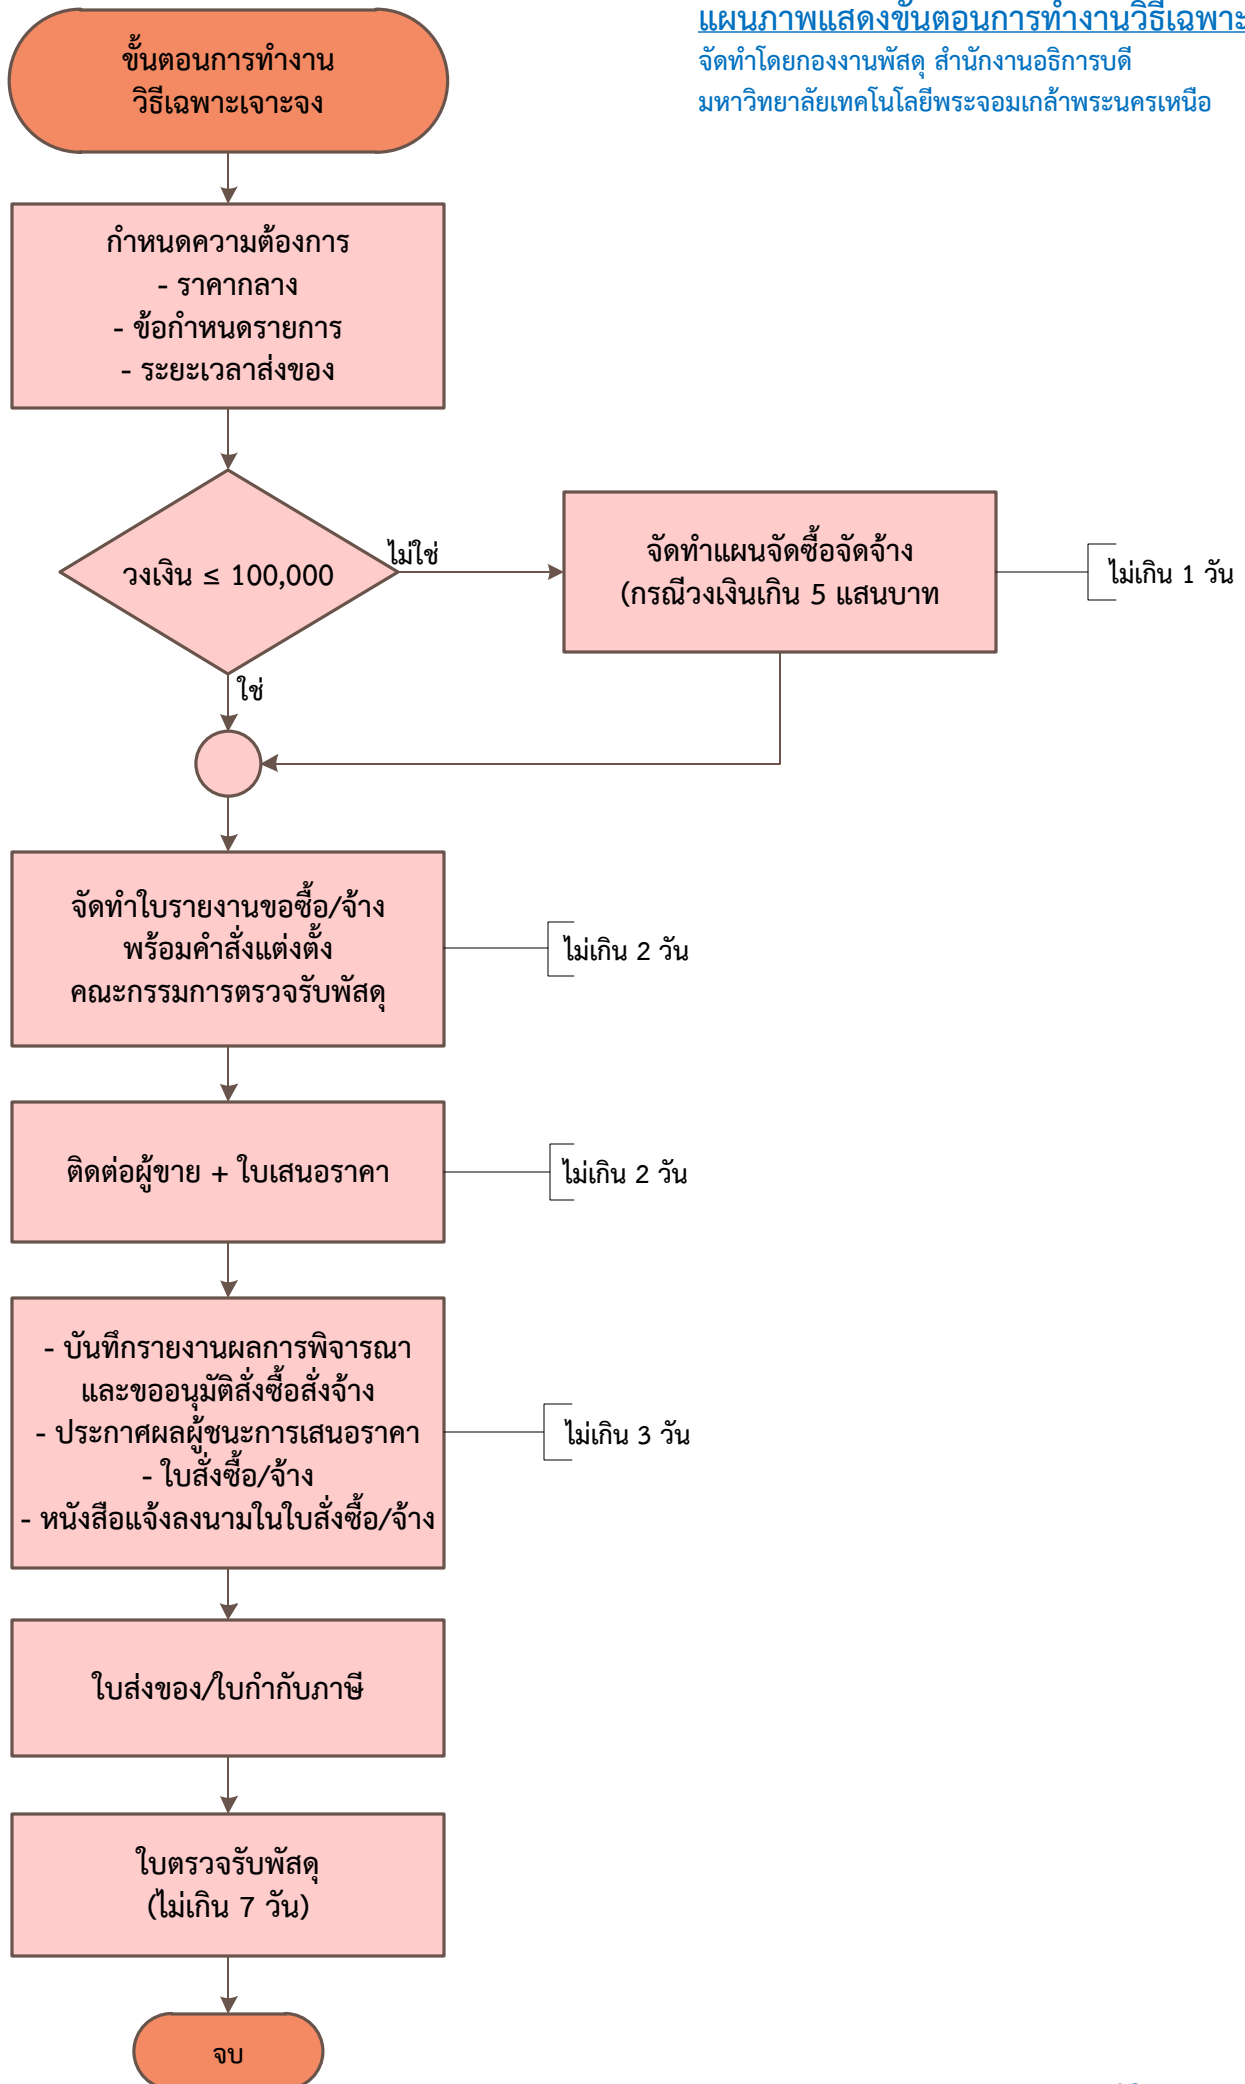 แผนภาพแสดงขั้นตอนการทำงานวิธีเฉพาะ
จัดทำโดยกองงานพัสดุ สำนักงานอธิการบดี
มหาวิทยาลัยเทคโนโลยีพระจอมเกล้าพระนครเหนือ
ขั้นตอนการทำงาน
วิธีเฉพาะเจาะจง
กำหนดความต้องการ
- ราคากลาง
- ข้อกำหนดรายการ
- ระยะเวลาส่งของ
วงเงิน ≤ 100,000
ไม่ใช่
จัดทำแผนจัดซื้อจัดจ้าง
(กรณีวงเงินเกิน 5 แสนบาท
ไม่เกิน 1 วัน
ใช่
จัดทำใบรายงานขอซื้อ/จ้าง
พร้อมคำสั่งแต่งตั้ง
คณะกรรมการตรวจรับพัสดุ
ไม่เกิน 2 วัน
ติดต่อผู้ขาย + ใบเสนอราคา
ไม่เกิน 2 วัน
- บันทึกรายงานผลการพิจารณา
และขออนุมัติสั่งซื้อสั่งจ้าง
- ประกาศผลผู้ชนะการเสนอราคา
- ใบสั่งซื้อ/จ้าง
- หนังสือแจ้งลงนามในใบสั่งซื้อ/จ้าง
ไม่เกิน 3 วัน
ใบส่งของ/ใบกำกับภาษี
ใบตรวจรับพัสดุ
(ไม่เกิน 7 วัน)
จบ